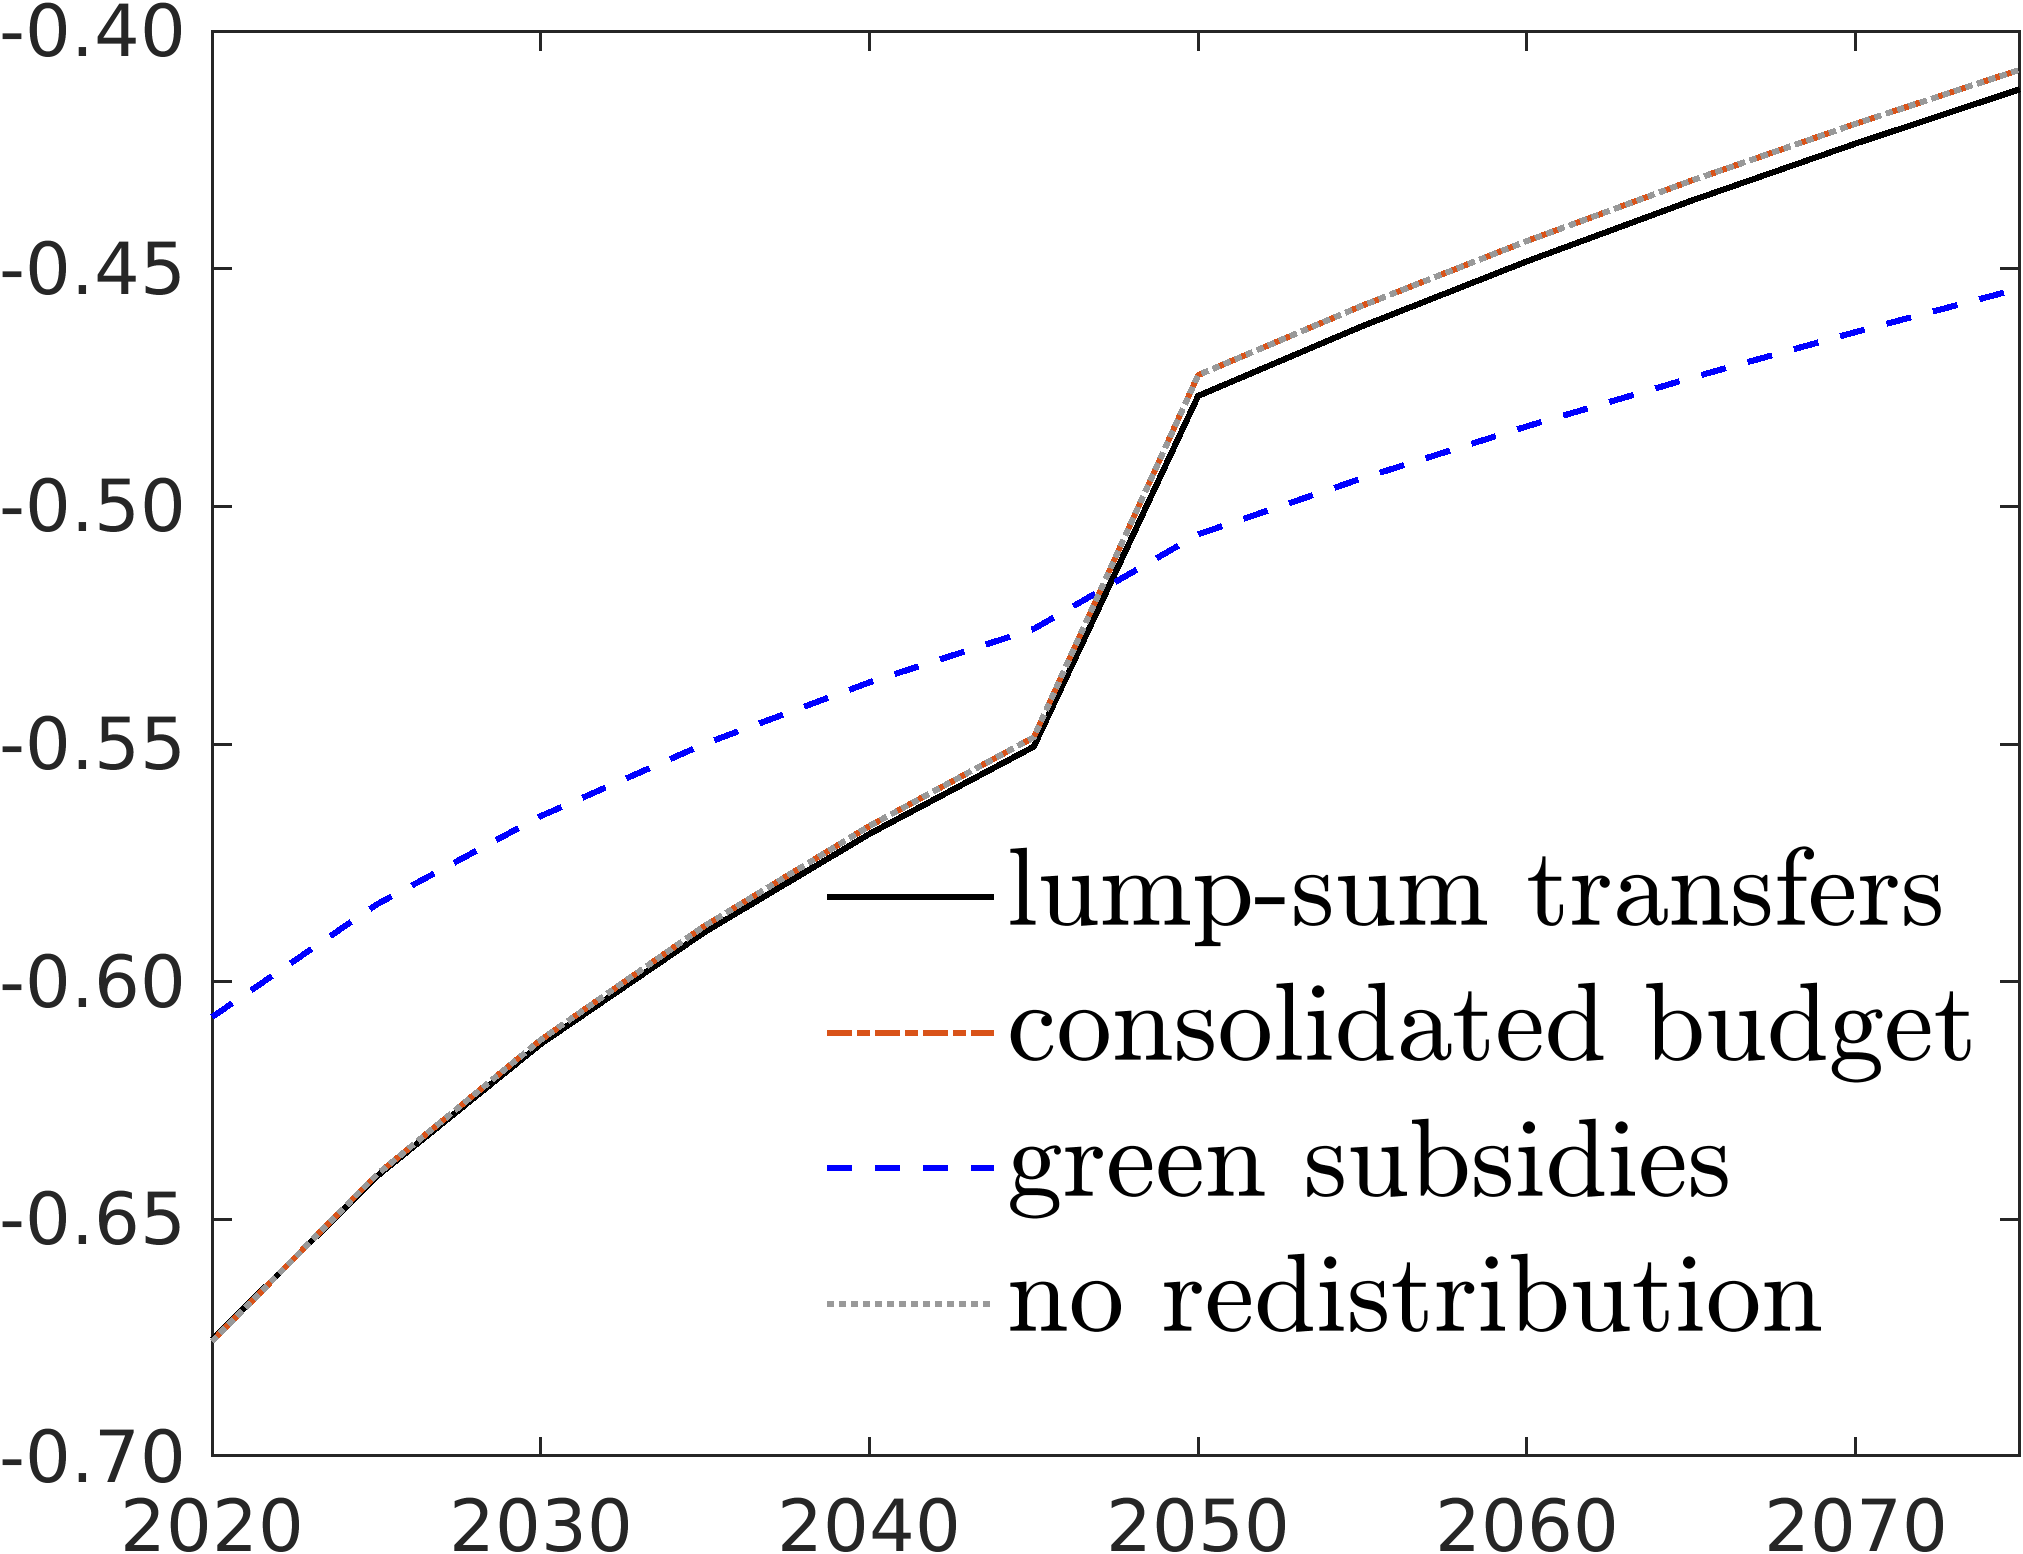 -0.40
-0.45
-0.50
-0.55
-0.60
-0.65
-0.70
lump-sum transfers
consolidated budget
green subsidies
no redistribution
2020 2030 2040 2050 2060 2070